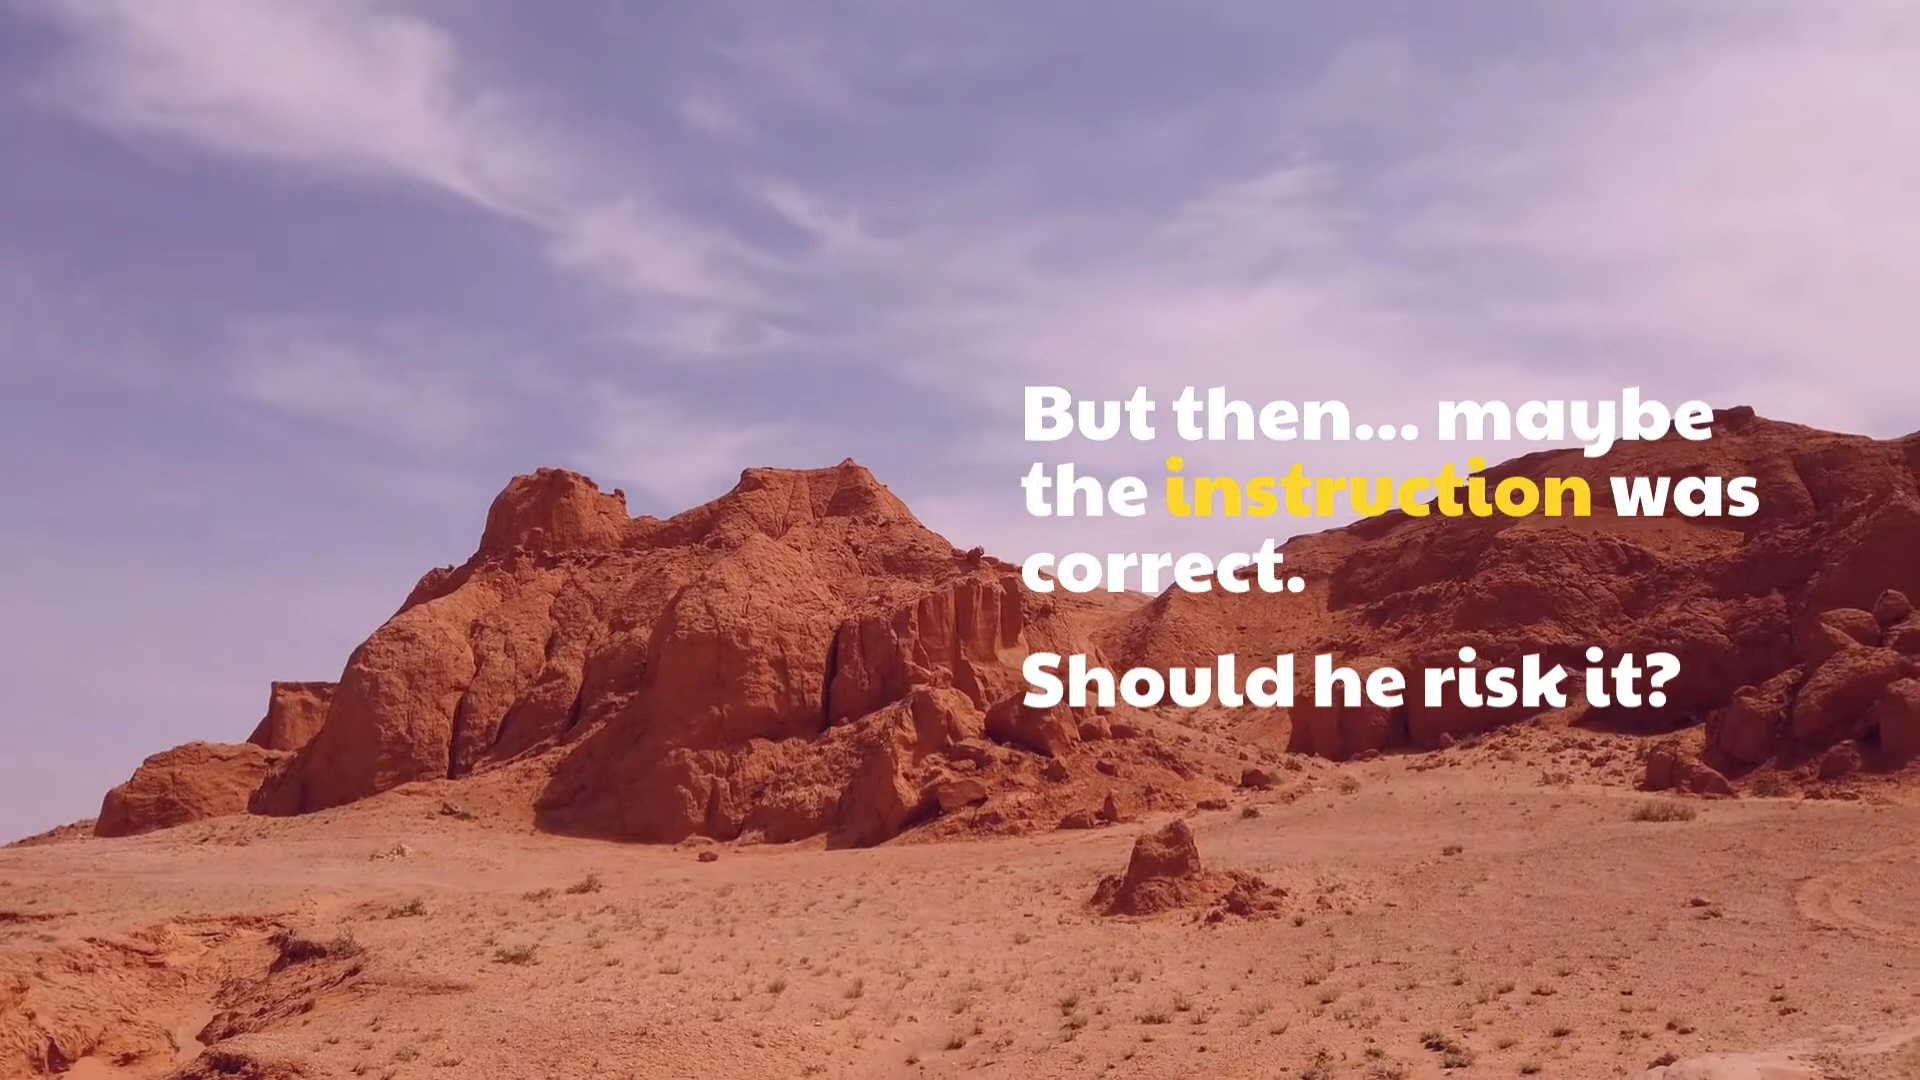 But then... maybe
the instruction was
correct.
Should he risk it?